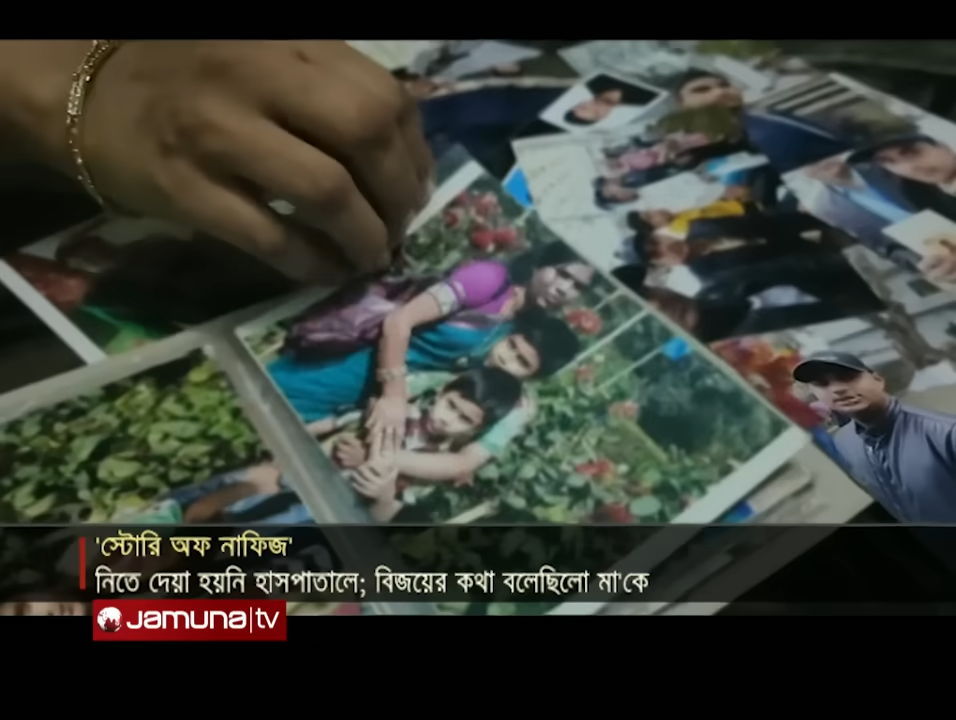 'স্টোরি অফ নাফিজ'
নিতে দেয়া হয়নি হাসপাতালে; বিজয়ের কথা বলেছিলো মা'কে
Jamuna|tv